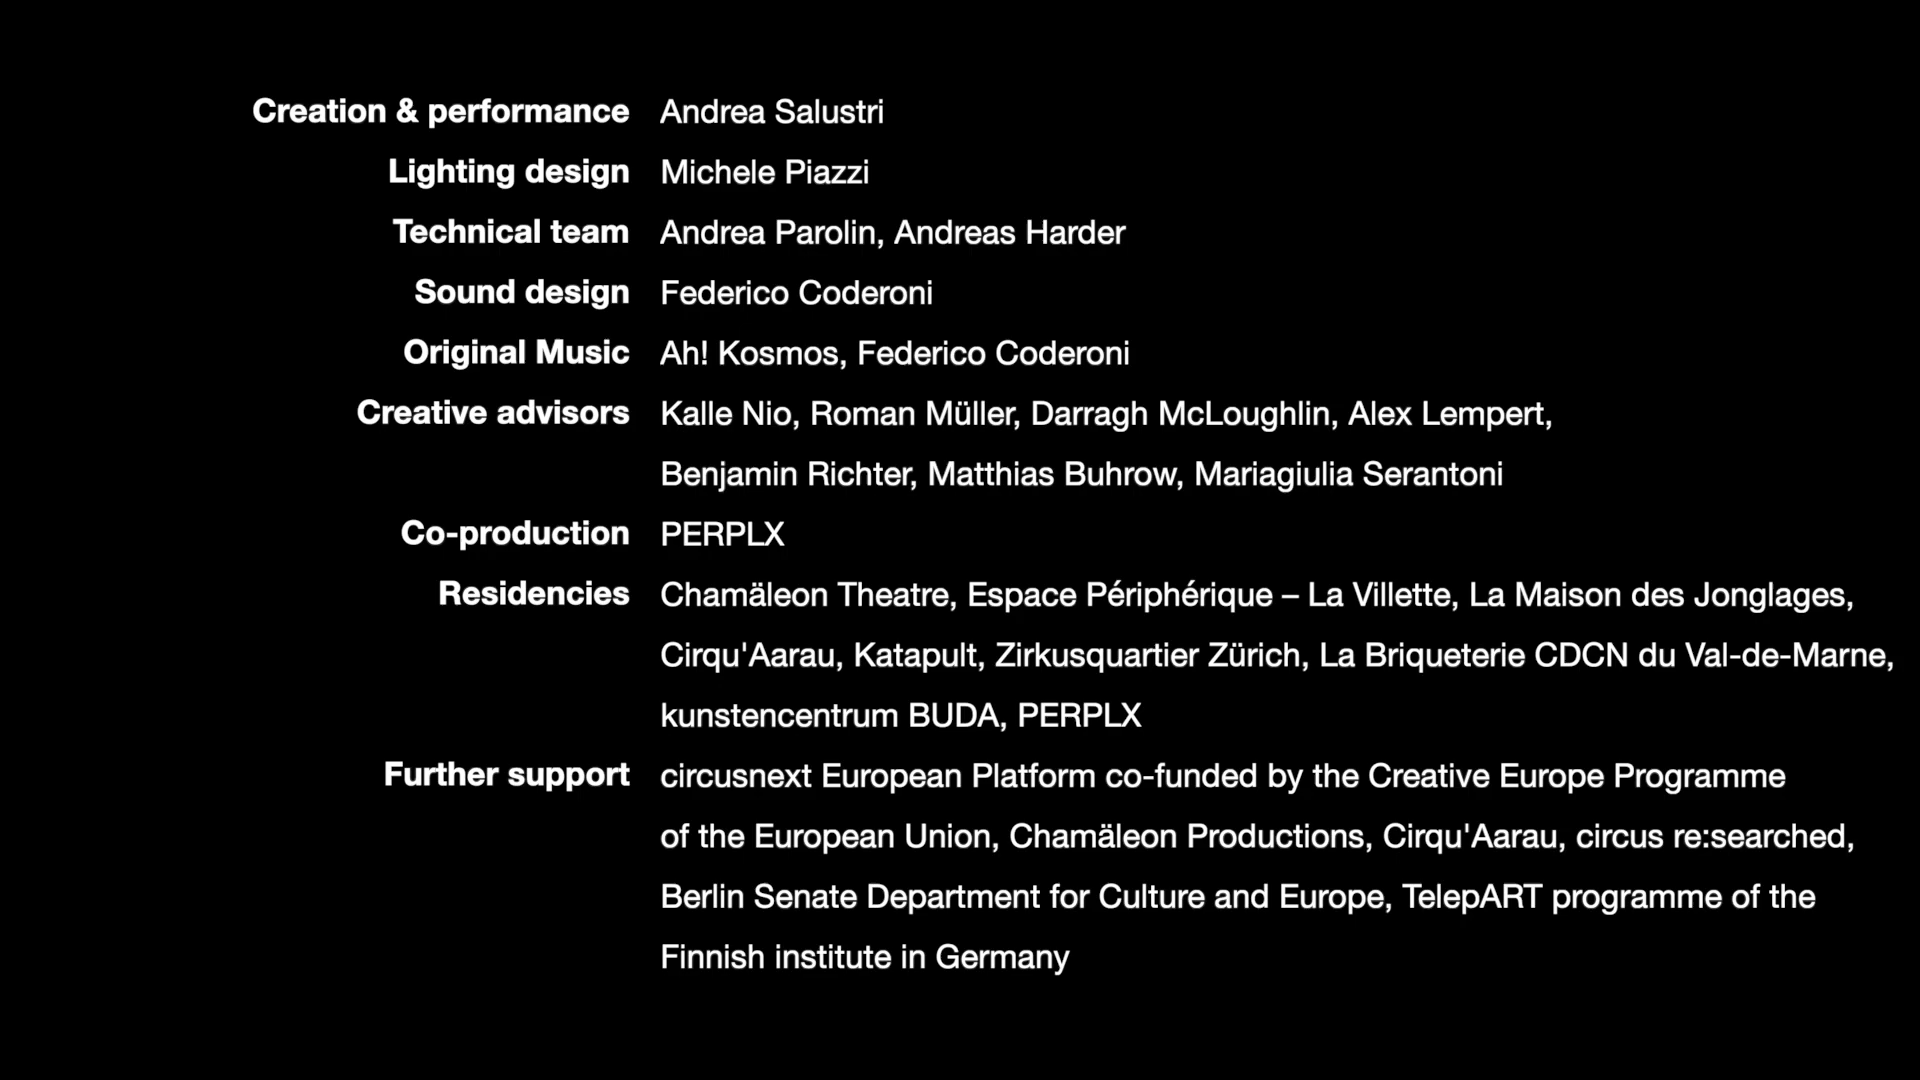 Creation & performance Andrea Salustri
Lighting design Michele Piazzi
Technical team Andrea Parolin, Andreas Harder
Sound design Federico Coderoni
Original Music Ah! Kosmos, Federico Coderoni
Creative advisors Kalle Nio, Roman Müller, Darragh McLoughlin, Alex Lempert,
Benjamin Richter, Matthias Buhrow, Mariagiulia Serantoni
Co-production PERPLX
Residencies Chamäleon Theatre, Espace Périphérique – La Villette, La Maison des Jonglages,
Cirqu'Aarau, Katapult, Zirkusquartier Zürich, La Briqueterie CDCN du Val-de-Marne,
kunstencentrum BUDA, PERPLX
Further support circusnext European Platform co-funded by the Creative Europe Programme
of the European Union, Chamäleon Productions, Cirqu'Aarau, circus re:searched,
Berlin Senate Department for Culture and Europe, TelepART programme of the
Finnish institute in Germany